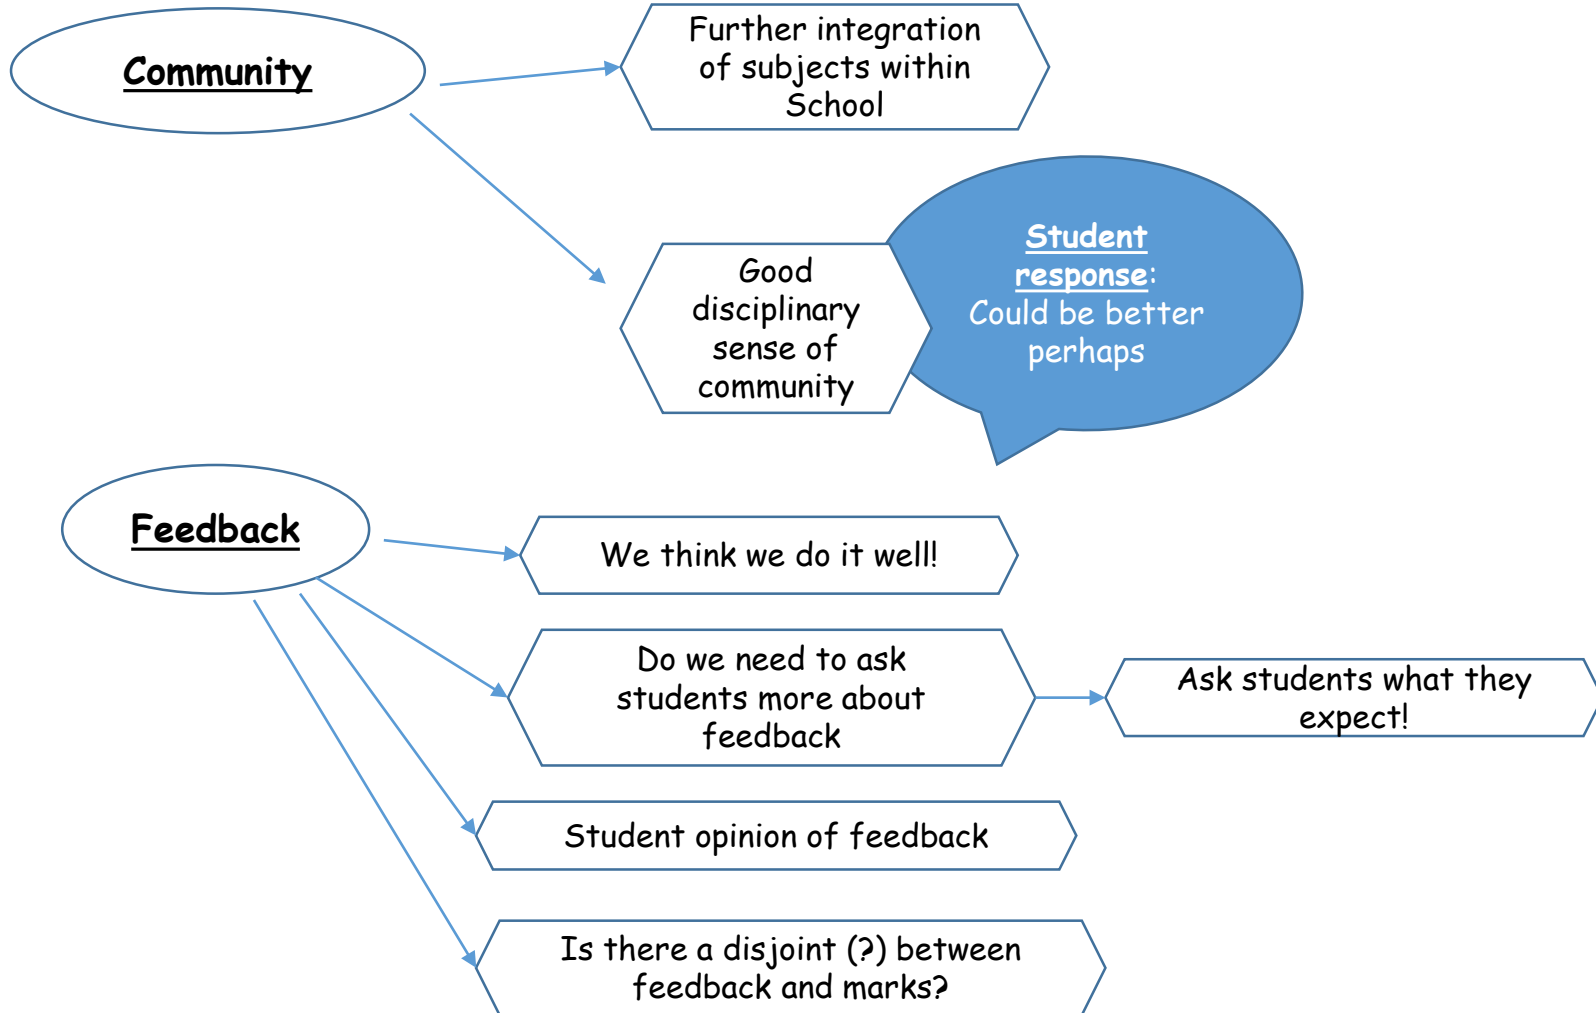 Community
Further integration
of subjects within
School
Good
disciplinary
sense of
community
Student
response:
Could be better
perhaps
Feedback
We think we do it well!
Do we need to ask
students more about
feedback
Ask students what they
expect!
Student opinion of feedback
Is there a disjoint (?) between
feedback and marks?